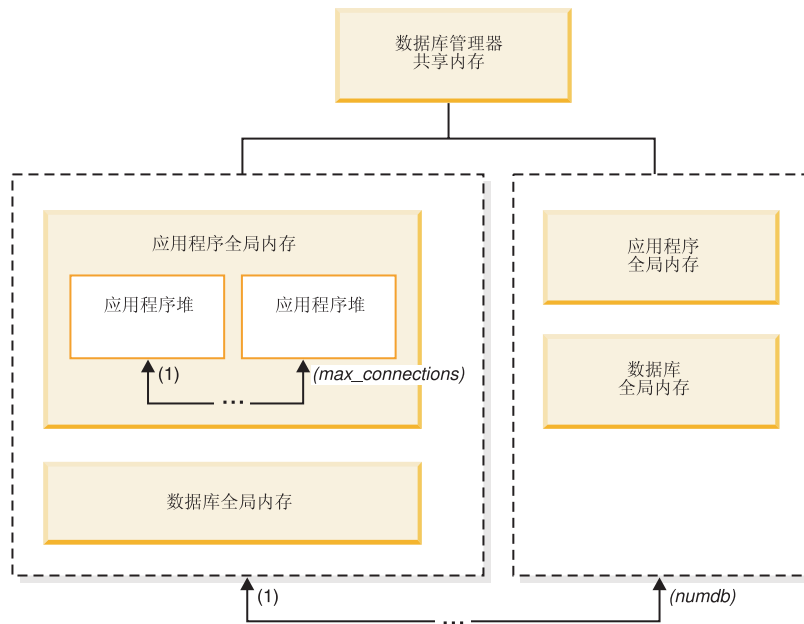 数据库管理器
共享内存
应用程序全局内存
应用程序堆
应用程序堆
(1)
(max_connections)
...
数据库全局内存
应用程序
全局内存
数据库
全局内存
(1)
(numdb)
...